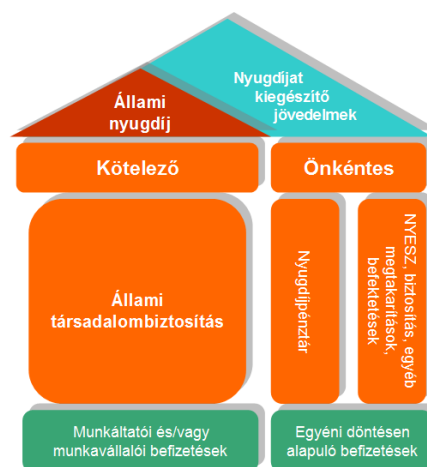 Nyugdíjat
kiegészítő
jövedelmek
Állami
nyugdíj
Kötelező
Önkéntes
Állami
társadalombiztosítás
Nyugdíjpénztár
NYESZ, biztosítás, egyéb
megtakarítások,
befektetések
Munkáltatói és/vagy
munkavállalói befizetések
Egyéni döntésen
alapuló befizetések